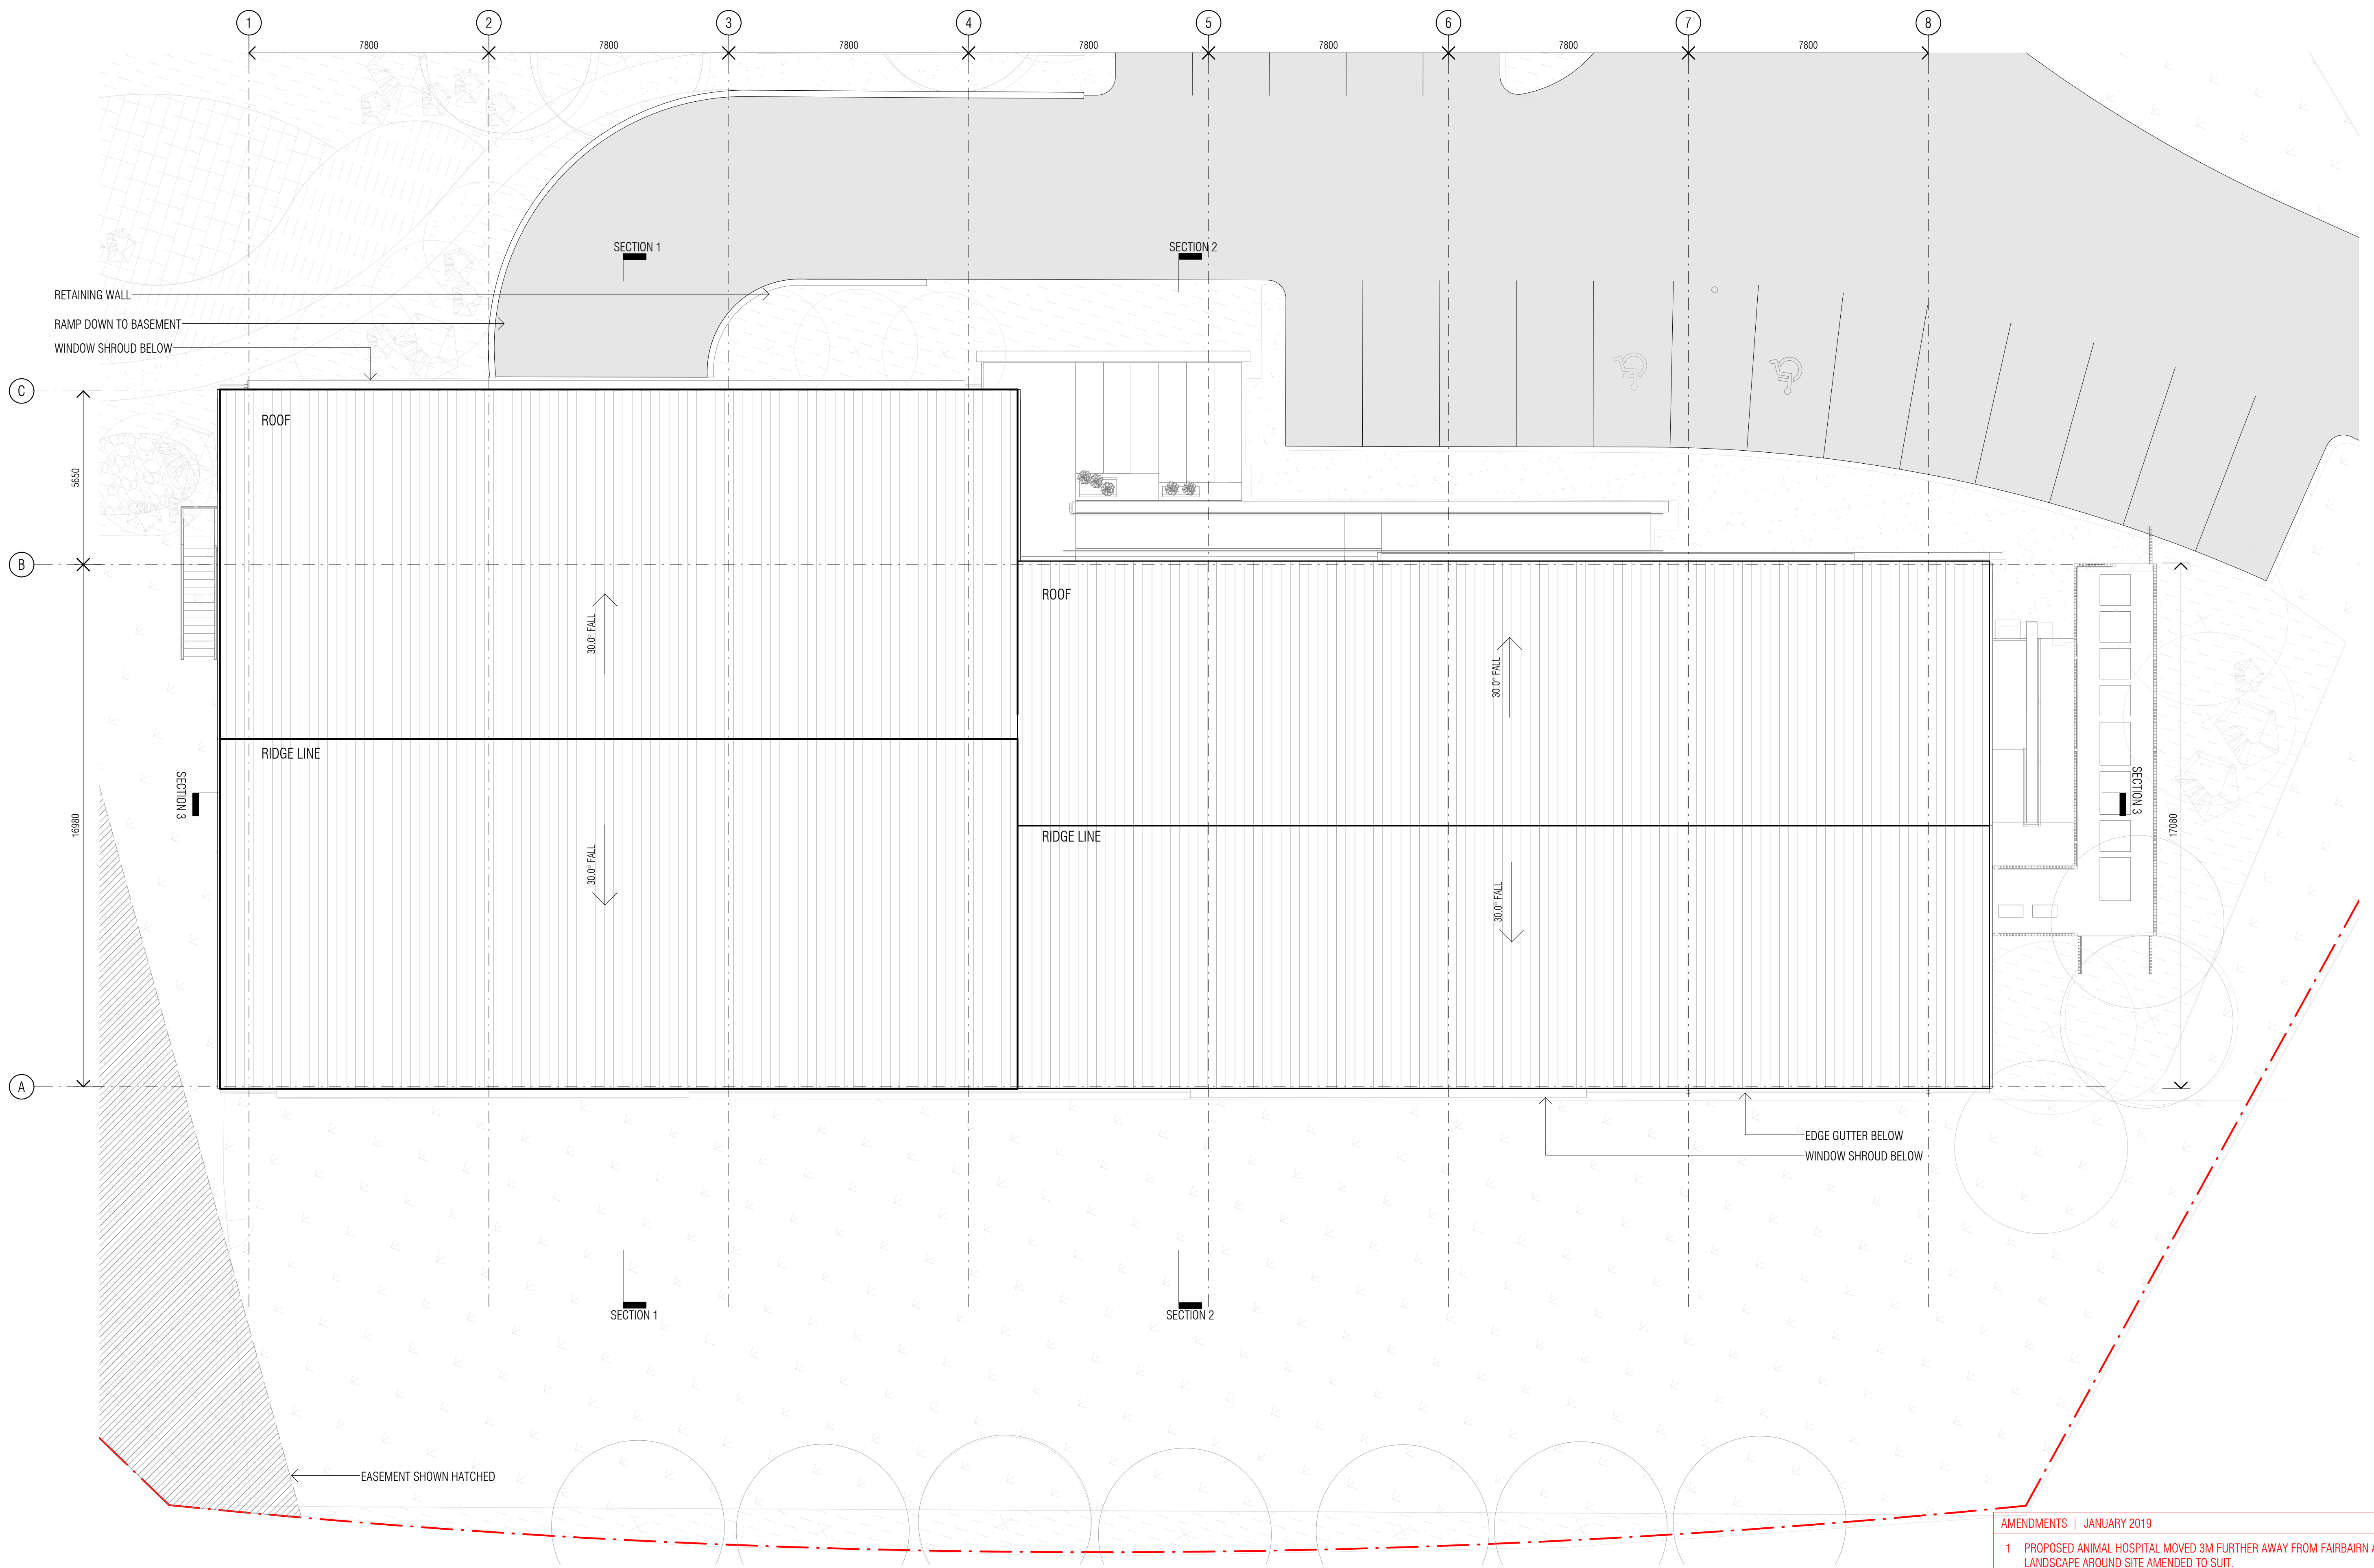 1 2 3 4 5 6 7 8
7800 7800 7800 7800 7800 7800 7800
SECTION 1
SECTION 2
RETAINING WALL
RAMP DOWN TO BASEMENT
WINDOW SHROUD BELOW
C
ROOF
5650
B
ROOF
30.0° FALL
30.0° FALL
RIDGE LINE
SECTION 3
SECTION 3
16980
17080
RIDGE LINE
30.0° FALL
30.0° FALL
A
EDGE GUTTER BELOW
WINDOW SHROUD BELOW
SECTION 1
SECTION 2
EASEMENT SHOWN HATCHED
AMENDMENTS | JANUARY 2019
1 PROPOSED ANIMAL HOSPITAL MOVED 3M FURTHER AWAY FROM FAIRBAIRN
LANDSCAPE AROUND SITE AMENDED TO SUIT.